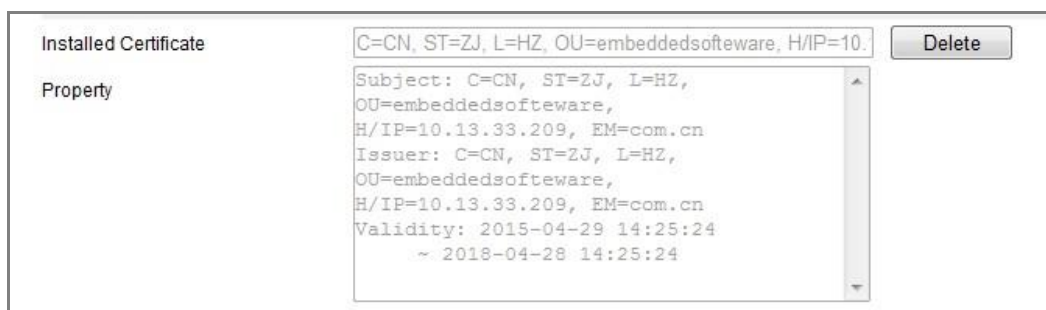 Installed Certificate C=CN, ST=ZJ, L=HZ, OU=embeddedsofteware, H/IP=10. Delete
Property
Subject: C=CN, ST=ZJ, L=HZ,
OU=embeddedsofteware,
H/IP=10.13.33.209, EM=com.cn
Issuer: C=CN, ST=ZJ, L=HZ,
OU=embeddedsofteware,
H/IP=10.13.33.209, EM=com.cn
Validity: 2015-04-29 14:25:24
~ 2018-04-28 14:25:24